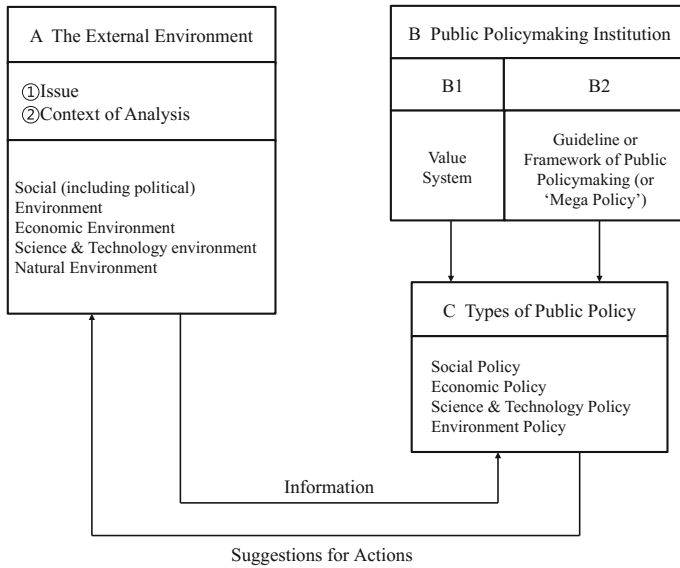 A The External Environment
①Issue
②Context of Analysis
Social (including political)
Environment
Economic Environment
Science & Technology environment
Natural Environment
B Public Policymaking Institution
B1
B2
Value
System
Guideline or
Framework of Public
Policymaking (or
‘Mega Policy’)
C Types of Public Policy
Social Policy
Economic Policy
Science & Technology Policy
Environment Policy
Information
Suggestions for Actions